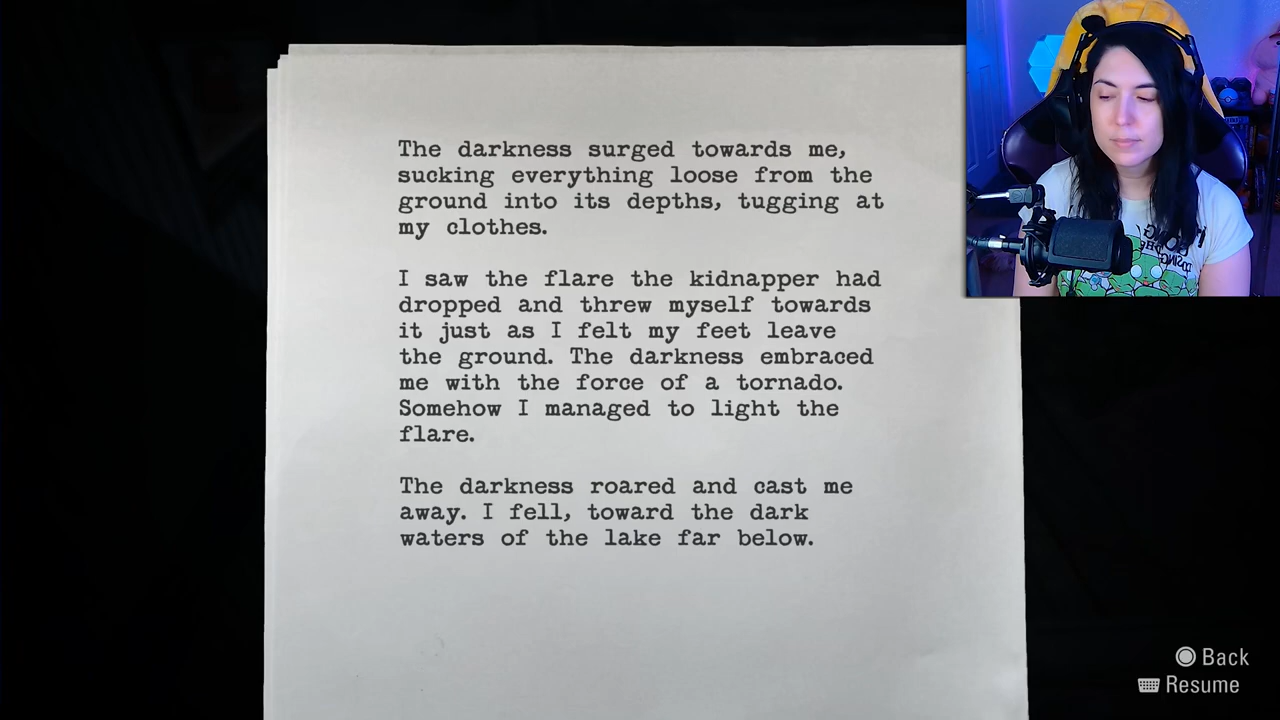 The darkness surged towards me,
sucking everything loose from the
ground into its depths, tugging at
my clothes.
I saw the flare the kidnapper had
dropped and threw myself towards
it just as I felt my feet leave
the ground. The darkness embraced
me with the force of a tornado.
Somehow I managed to light the
flare.
The darkness roared and cast me
away. I fell, toward the dark
waters of the lake far below.
Back
Resume